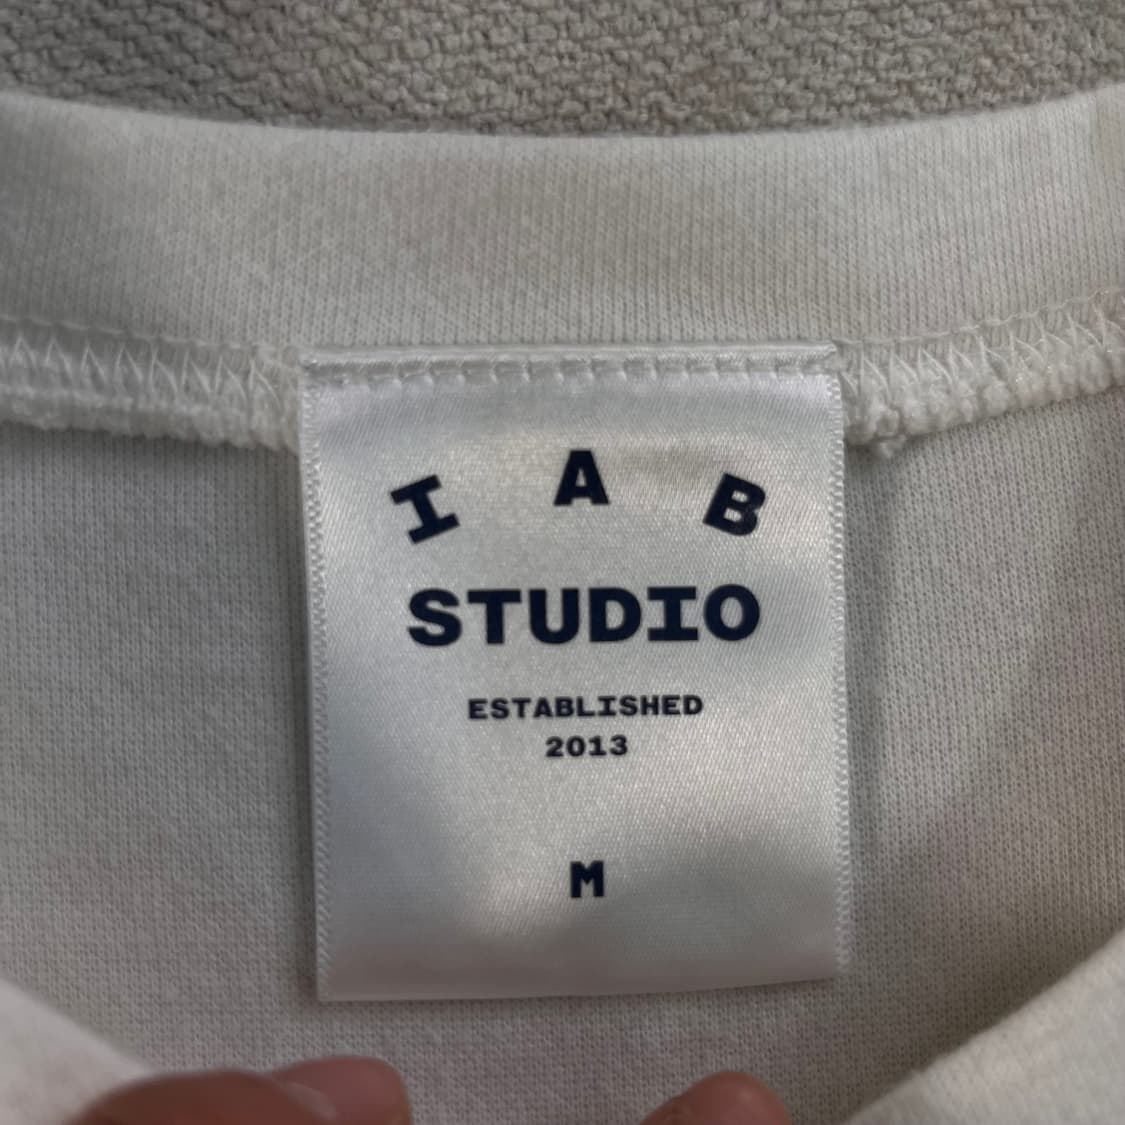 I A B
STUDIO
ESTABLISHED
2013
M